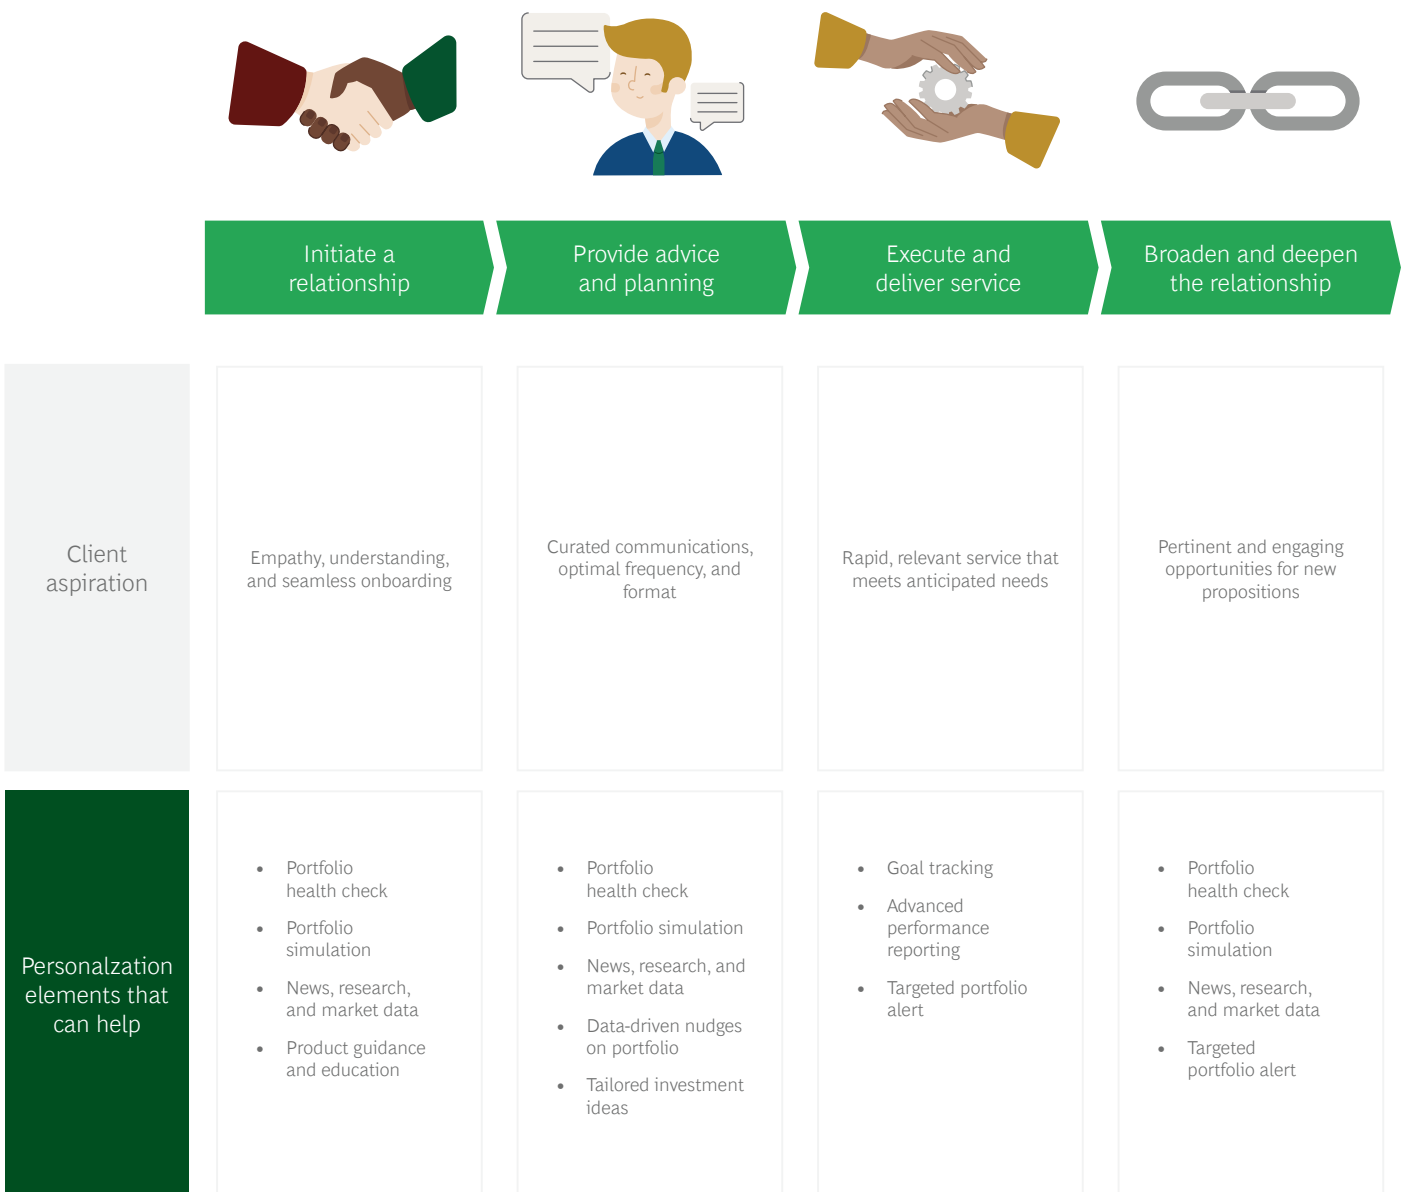 Initiate a
relationship
Provide advice
and planning
Execute and
deliver service
Broaden and deepen
the relationship
Client
aspiration
Empathy, understanding,
and seamless onboarding
Curated communications,
optimal frequency, and
format
Rapid, relevant service that
meets anticipated needs
Pertinent and engaging
opportunities for new
propositions
Personalzation
elements that
can help
• Portfolio
health check
• Portfolio
simulation
• News, research,
and market data
• Product guidance
and education
• Portfolio
health check
• Portfolio simulation
• News, research, and
market data
• Data-driven nudges
on portfolio
• Tailored investment
ideas
• Goal tracking
• Advanced
performance
reporting
• Targeted portfolio
alert
• Portfolio
health check
• Portfolio
simulation
• News, research,
and market data
• Targeted
portfolio alert